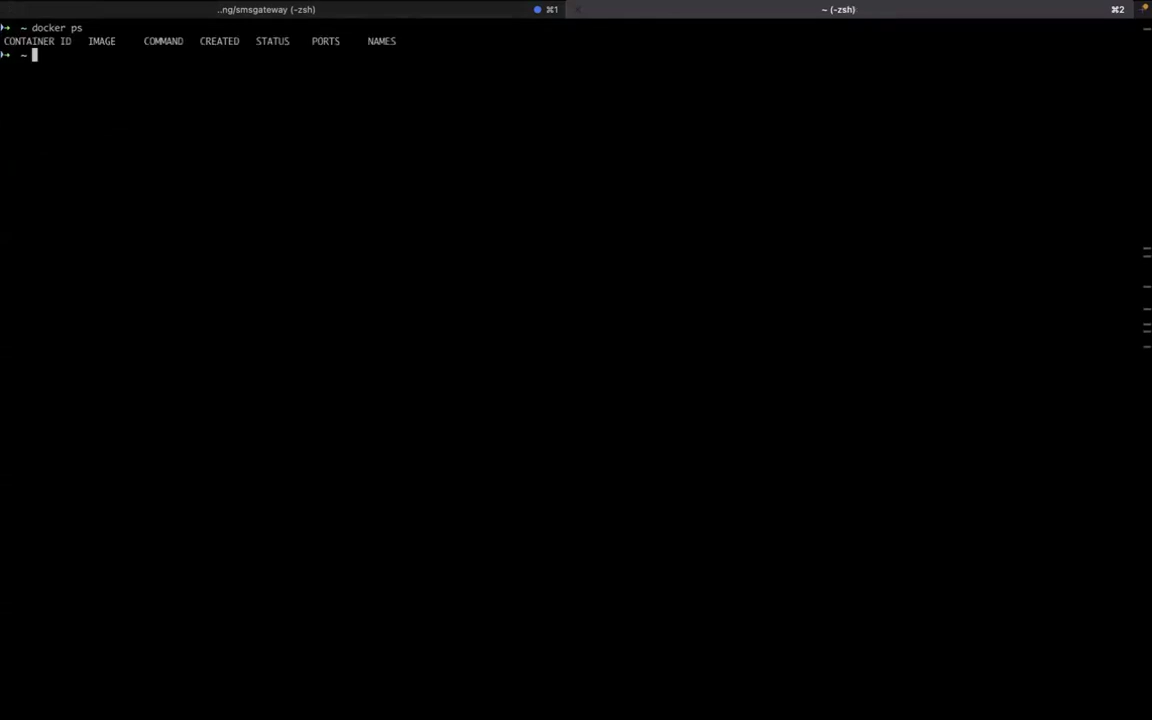 ..ng/smsgateway (-zsh) ⌘1 ~ (-zsh) ⌘2
~ docker ps
CONTAINER ID IMAGE COMMAND CREATED STATUS PORTS NAMES
~